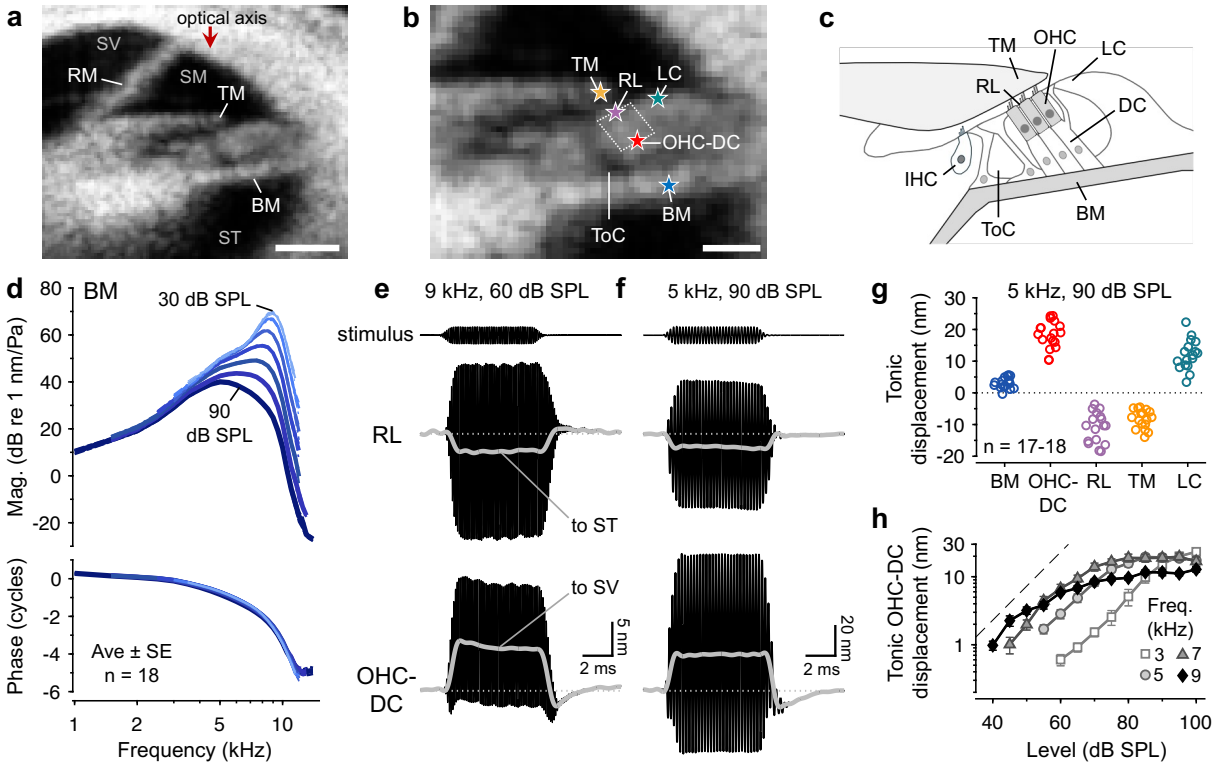 a
optical axis
SV
RM
SM
TM
BM
ST
b
TM
RL
LC
OHC-DC
BM
ToC
c
TM
OHC
LC
RL
DC
IHC
ToC
BM
d
BM
30 dB SPL
90
dB SPL
Mag. (dB re 1 nm/Pa)
80
60
40
20
0
-20
Phase (cycles)
0
-2
-4
-6
Ave ± SE
n = 18
1
2
5
10
Frequency (kHz)
e
9 kHz, 60 dB SPL
stimulus
RL
to ST
to SV
OHC-
DC
5 nm
2 ms
f
5 kHz, 90 dB SPL
20 nm
2 ms
g
5 kHz, 90 dB SPL
Tonic
displacement (nm)
30
20
10
0
-10
-20
n = 17-18
BM
OHC-
DC
RL
TM
LC
h
Tonic OHC-DC
displacement (nm)
30
10
1
Freq.
(kHz)
3
7
5
9
40
60
80
100
Level (dB SPL)